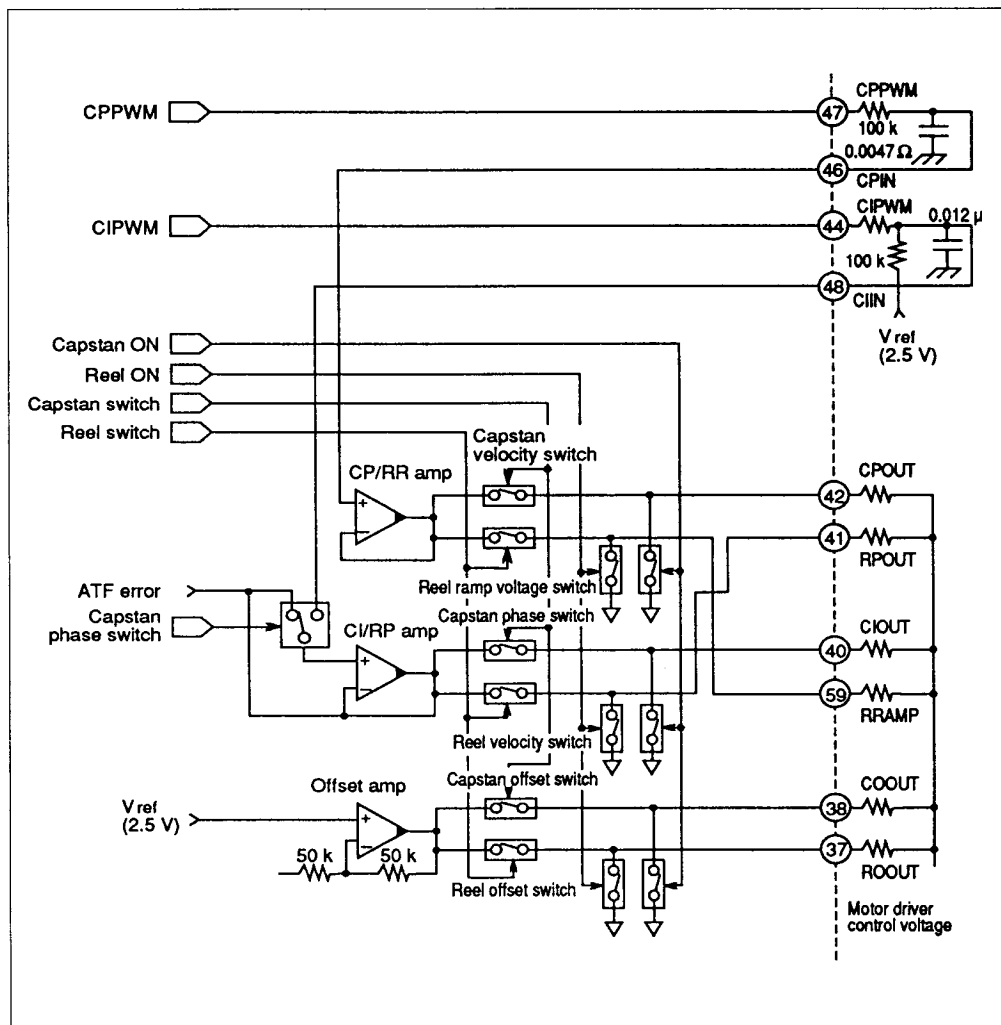 CPPWM
47
CPPWM
100 k
0.0047 Ω
46
CPIN
CIPWM
44
CIPWM
0.012 μ
100 k
48
CIIN
V ref
(2.5 V)
Capstan ON
Reel ON
Capstan switch
Reel switch
Capstan
velocity switch
CP/RR amp
+
−
42
CPOUT
41
RPOUT
Reel ramp voltage switch
ATF error
Capstan
phase switch
Capstan phase switch
CI/RP amp
+
−
40
CIOUT
59
RRAMP
Reel velocity switch
Capstan offset switch
Offset amp
V ref
(2.5 V)
+
−
50 k
50 k
38
COOUT
37
ROOUT
Reel offset switch
Motor driver
control voltage